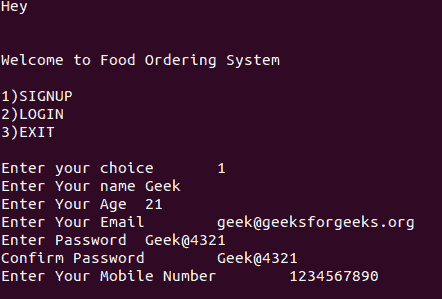 Hey
Welcome to Food Ordering System
1)SIGNUP
2)LOGIN
3)EXIT
Enter your choice 1
Enter Your name Geek
Enter Your Age 21
Enter Your Email geek@geeksforgeeks.org
Enter Password Geek@4321
Confirm Password Geek@4321
Enter Your Mobile Number 1234567890